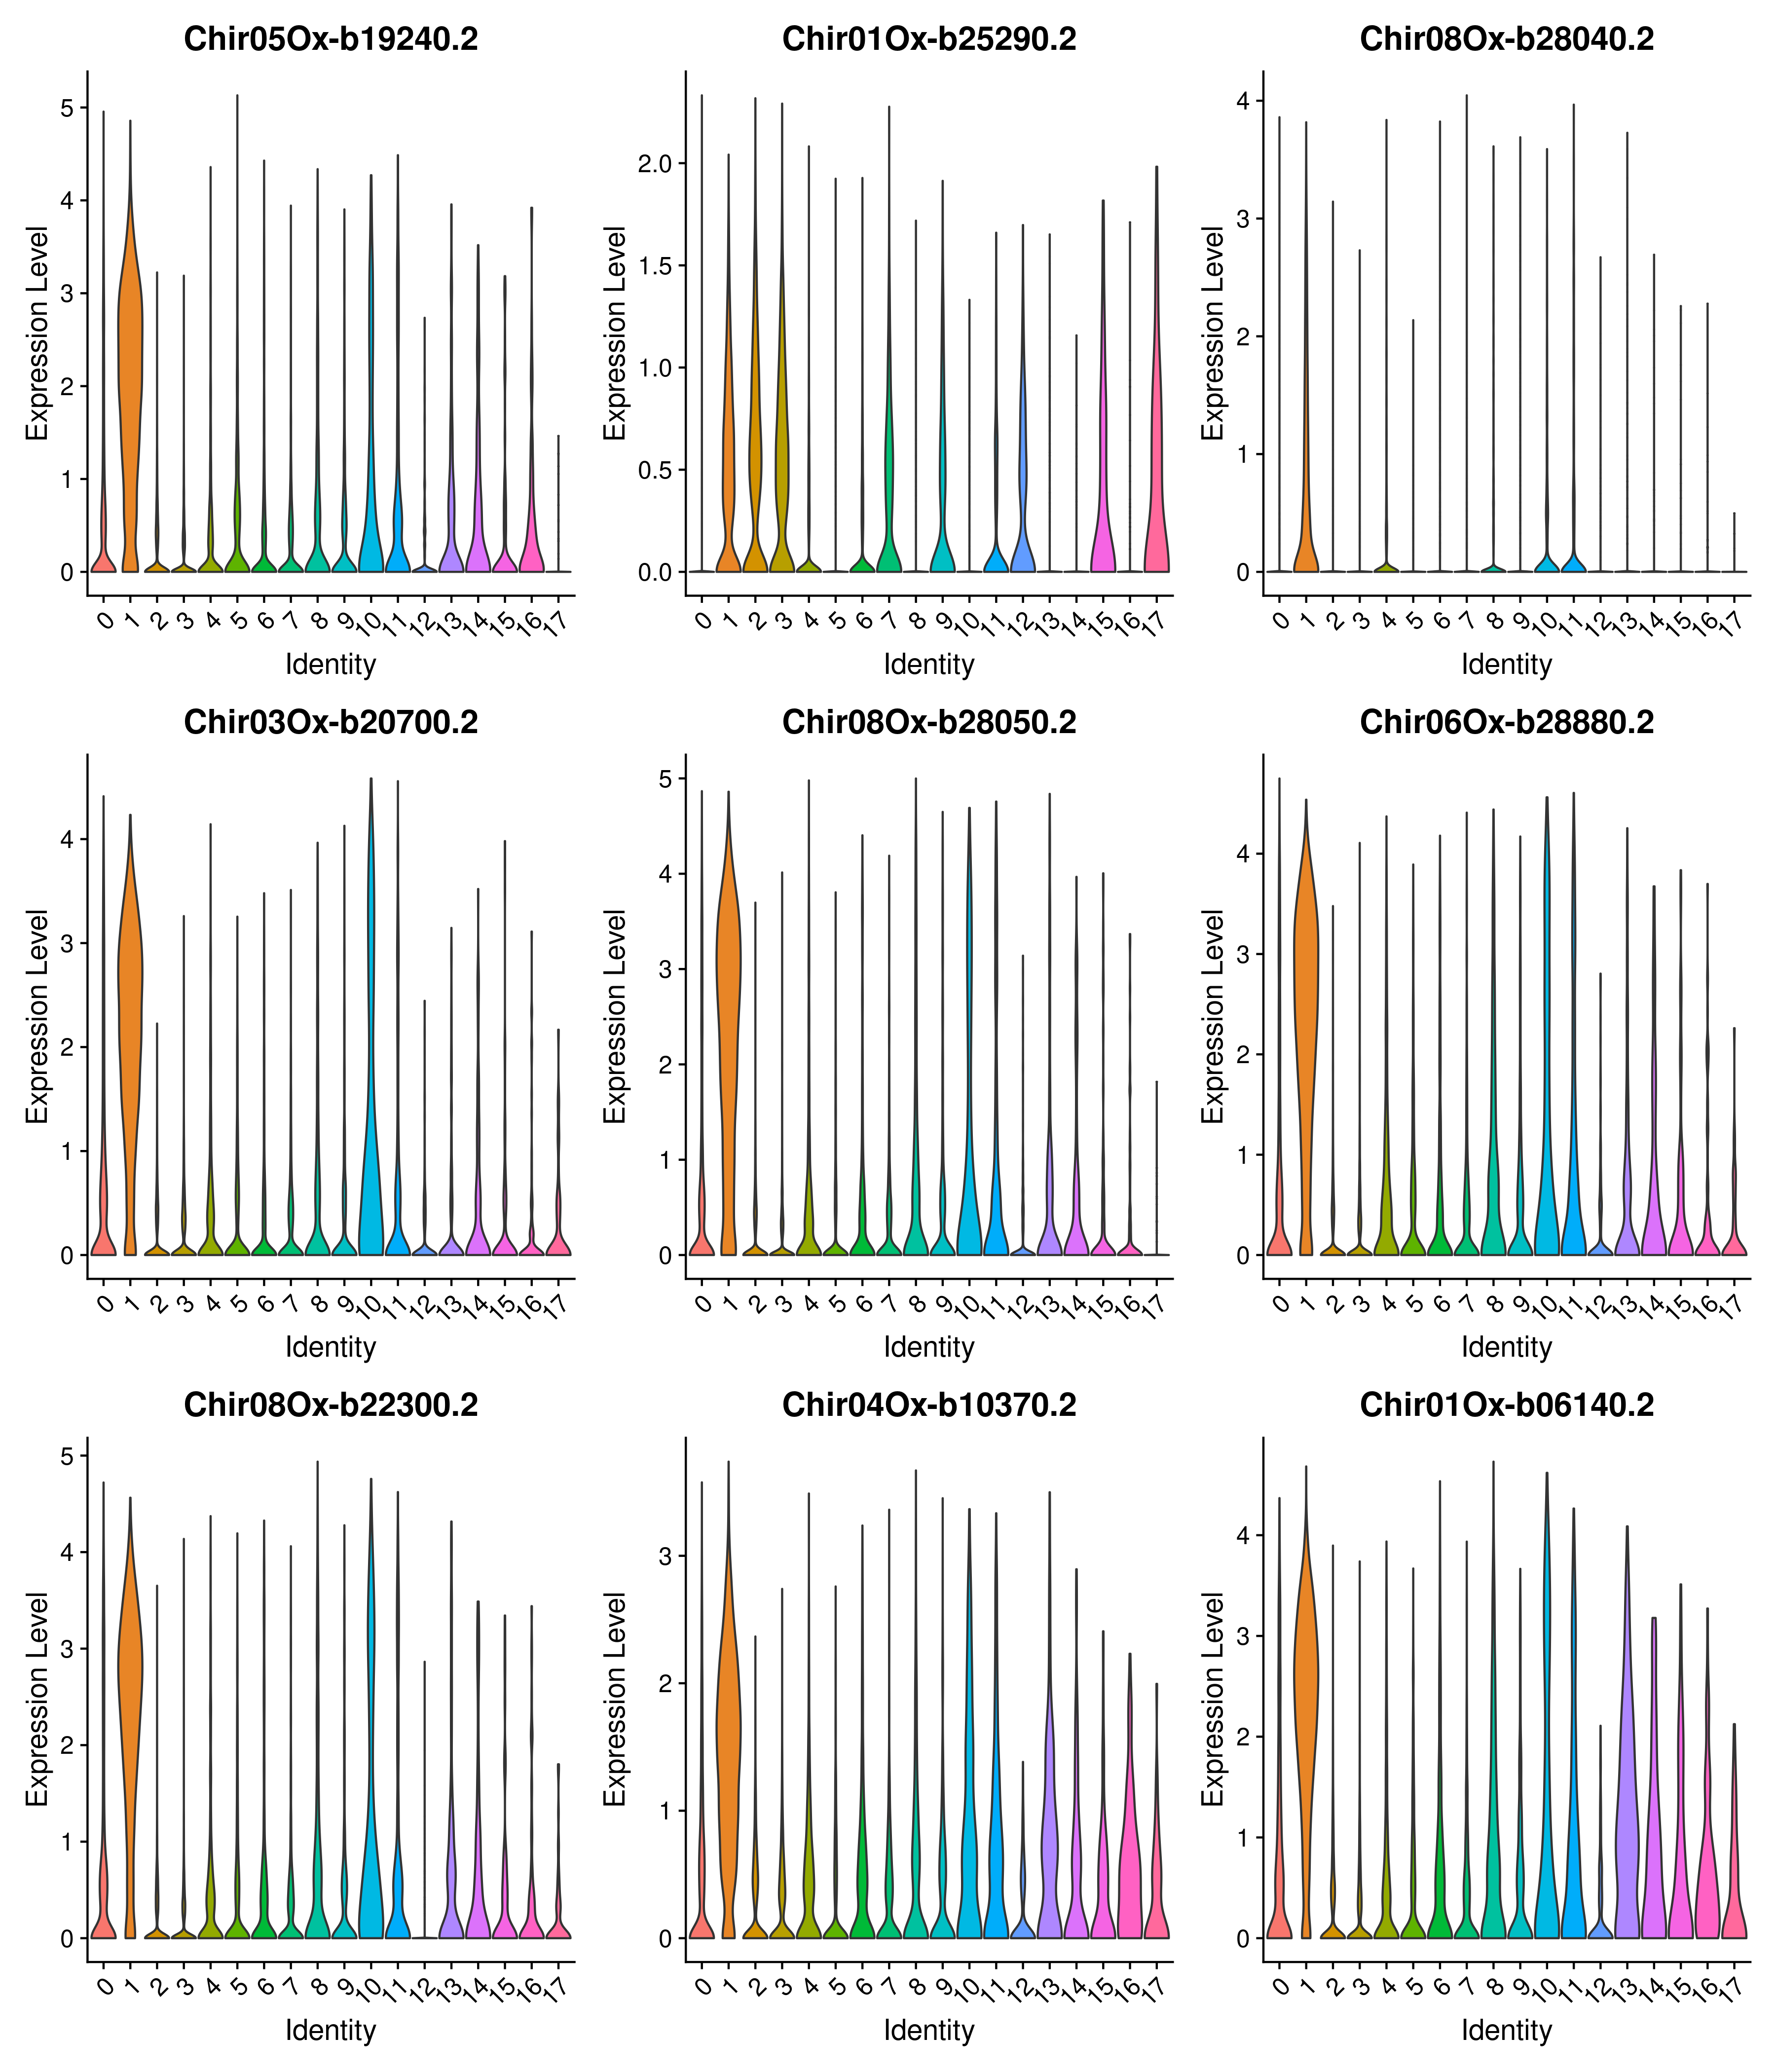 Chir05Ox-b19240.2 Chir01Ox-b25290.2 Chir08Ox-b28040.2
Expression Level
5
4
3
2
1
0
0 1 2 3 4 5 6 7 8 9 10 11 12 13 14 15 16 17
Identity
Expression Level
2.0
1.5
1.0
0.5
0.0
0 1 2 3 4 5 6 7 8 9 10 11 12 13 14 15 16 17
Identity
Expression Level
4
3
2
1
0
0 1 2 3 4 5 6 7 8 9 10 11 12 13 14 15 16 17
Identity
Chir03Ox-b20700.2 Chir08Ox-b28050.2 Chir06Ox-b28880.2
Expression Level
4
3
2
1
0
0 1 2 3 4 5 6 7 8 9 10 11 12 13 14 15 16 17
Identity
Expression Level
5
4
3
2
1
0
0 1 2 3 4 5 6 7 8 9 10 11 12 13 14 15 16 17
Identity
Expression Level
4
3
2
1
0
0 1 2 3 4 5 6 7 8 9 10 11 12 13 14 15 16 17
Identity
Chir08Ox-b22300.2 Chir04Ox-b10370.2 Chir01Ox-b06140.2
Expression Level
5
4
3
2
1
0
0 1 2 3 4 5 6 7 8 9 10 11 12 13 14 15 16 17
Identity
Expression Level
3
2
1
0
0 1 2 3 4 5 6 7 8 9 10 11 12 13 14 15 16 17
Identity
Expression Level
4
3
2
1
0
0 1 2 3 4 5 6 7 8 9 10 11 12 13 14 15 16 17
Identity